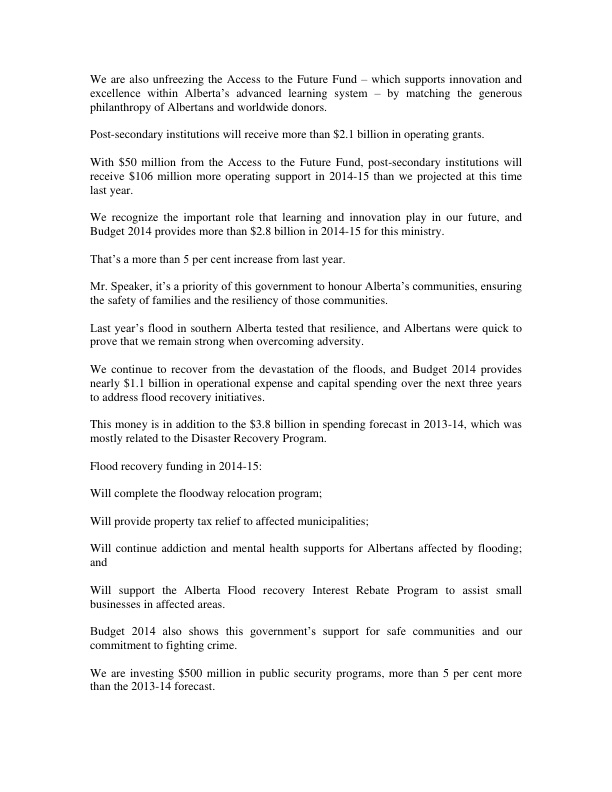 We are also unfreezing the Access to the Future Fund – which supports innovation and
excellence within Alberta's advanced learning system – by matching the generous
philanthropy of Albertans and worldwide donors.
Post-secondary institutions will receive more than $2.1 billion in operating grants.
With $50 million from the Access to the Future Fund, post-secondary institutions will
receive $106 million more operating support in 2014-15 than we projected at this time
last year.
We recognize the important role that learning and innovation play in our future, and
Budget 2014 provides more than $2.8 billion in 2014-15 for this ministry.
That's a more than 5 per cent increase from last year.
Mr. Speaker, it's a priority of this government to honour Alberta's communities, ensuring
the safety of families and the resiliency of those communities.
Last year's flood in southern Alberta tested that resilience, and Albertans were quick to
prove that we remain strong when overcoming adversity.
We continue to recover from the devastation of the floods, and Budget 2014 provides
nearly $1.1 billion in operational expense and capital spending over the next three years
to address flood recovery initiatives.
This money is in addition to the $3.8 billion in spending forecast in 2013-14, which was
mostly related to the Disaster Recovery Program.
Flood recovery funding in 2014-15:
Will complete the floodway relocation program;
Will provide property tax relief to affected municipalities;
Will continue addiction and mental health supports for Albertans affected by flooding;
and
Will support the Alberta Flood recovery Interest Rebate Program to assist small
businesses in affected areas.
Budget 2014 also shows this government's support for safe communities and our
commitment to fighting crime.
We are investing $500 million in public security programs, more than 5 per cent more
than the 2013-14 forecast.